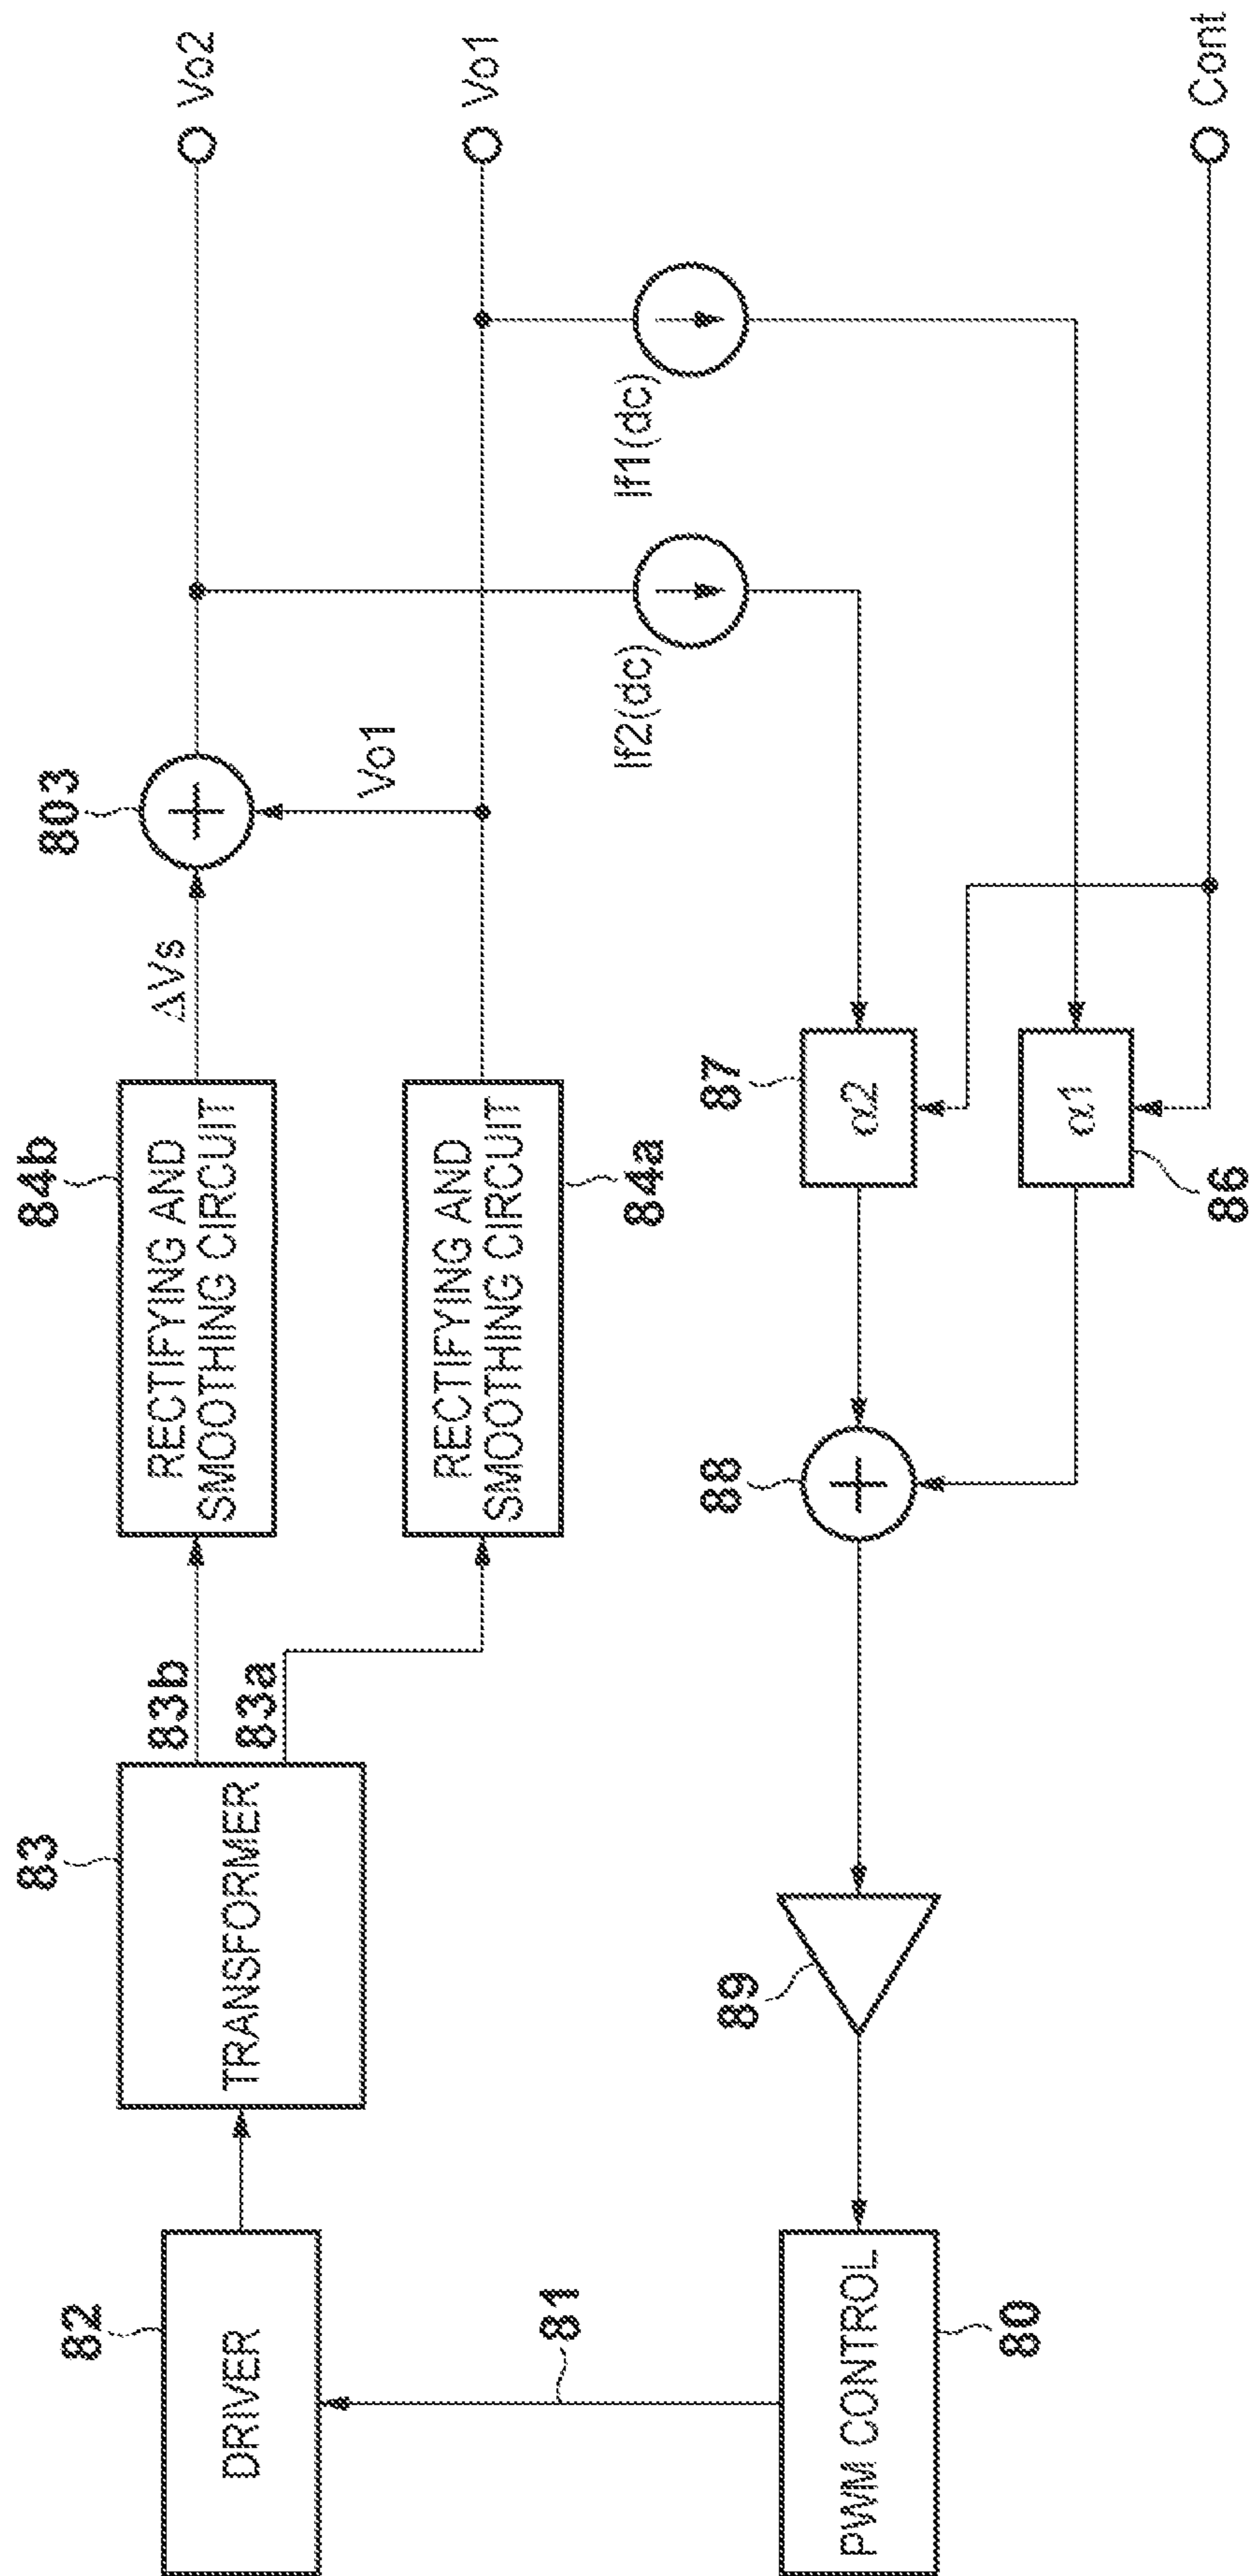 82
DRIVER
83
TRANSFORMER
83b
83a
84b
RECTIFYING AND
SMOOTHING CIRCUIT
ΔVs
803
Vo2
RECTIFYING AND
SMOOTHING CIRCUIT
84a
Vo1
Vo1
81
If2(dc)
If1(dc)
80
PWM CONTROL
89
88
87
α2
α1
86
Cont